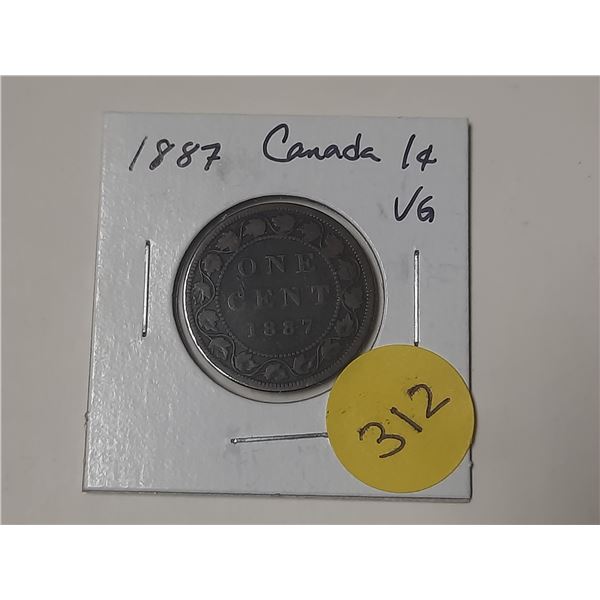 1887 Canada 1¢
VG
ONE
CENT
1887
312